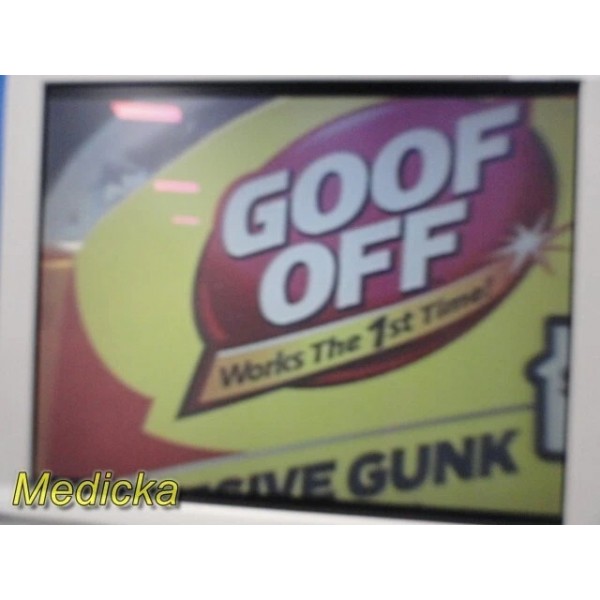 GOOF
OFF
Works The 1st Time!
GUNK
Medicka